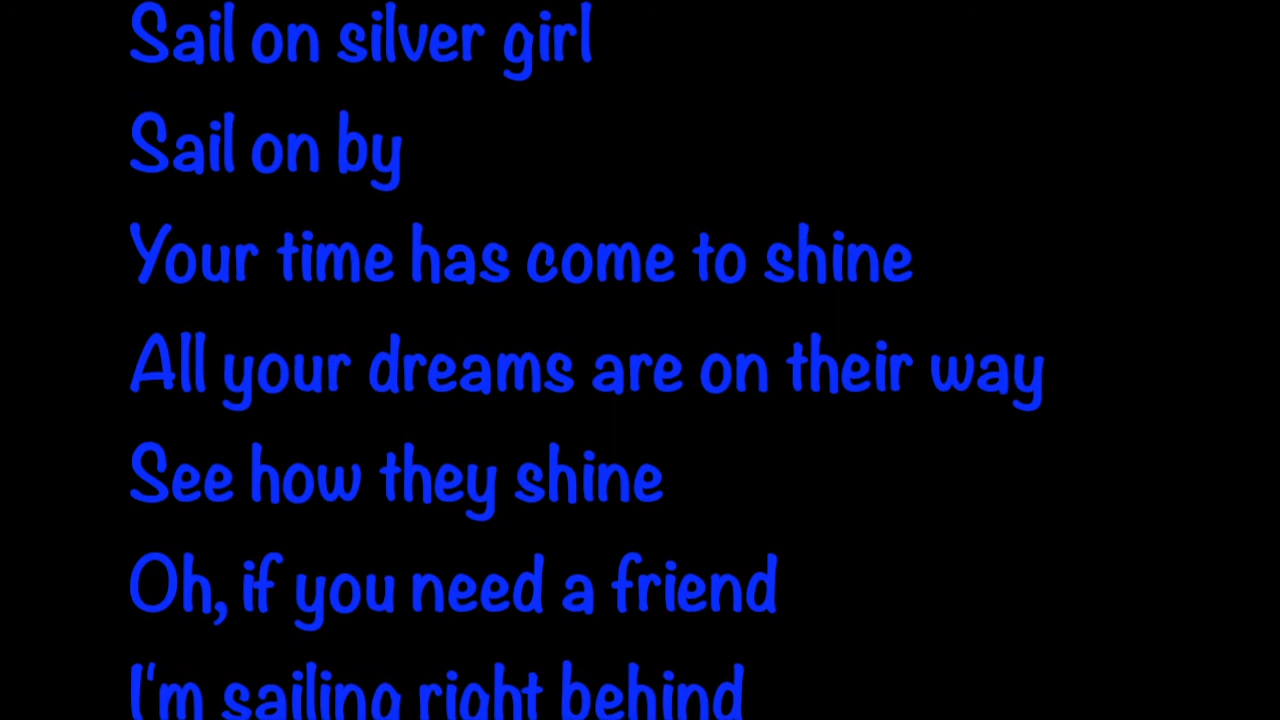 Sail on silver girl
Sail on by
Your time has come to shine
All your dreams are on their way
See how they shine
Oh, if you need a friend
I'm sailing right behind